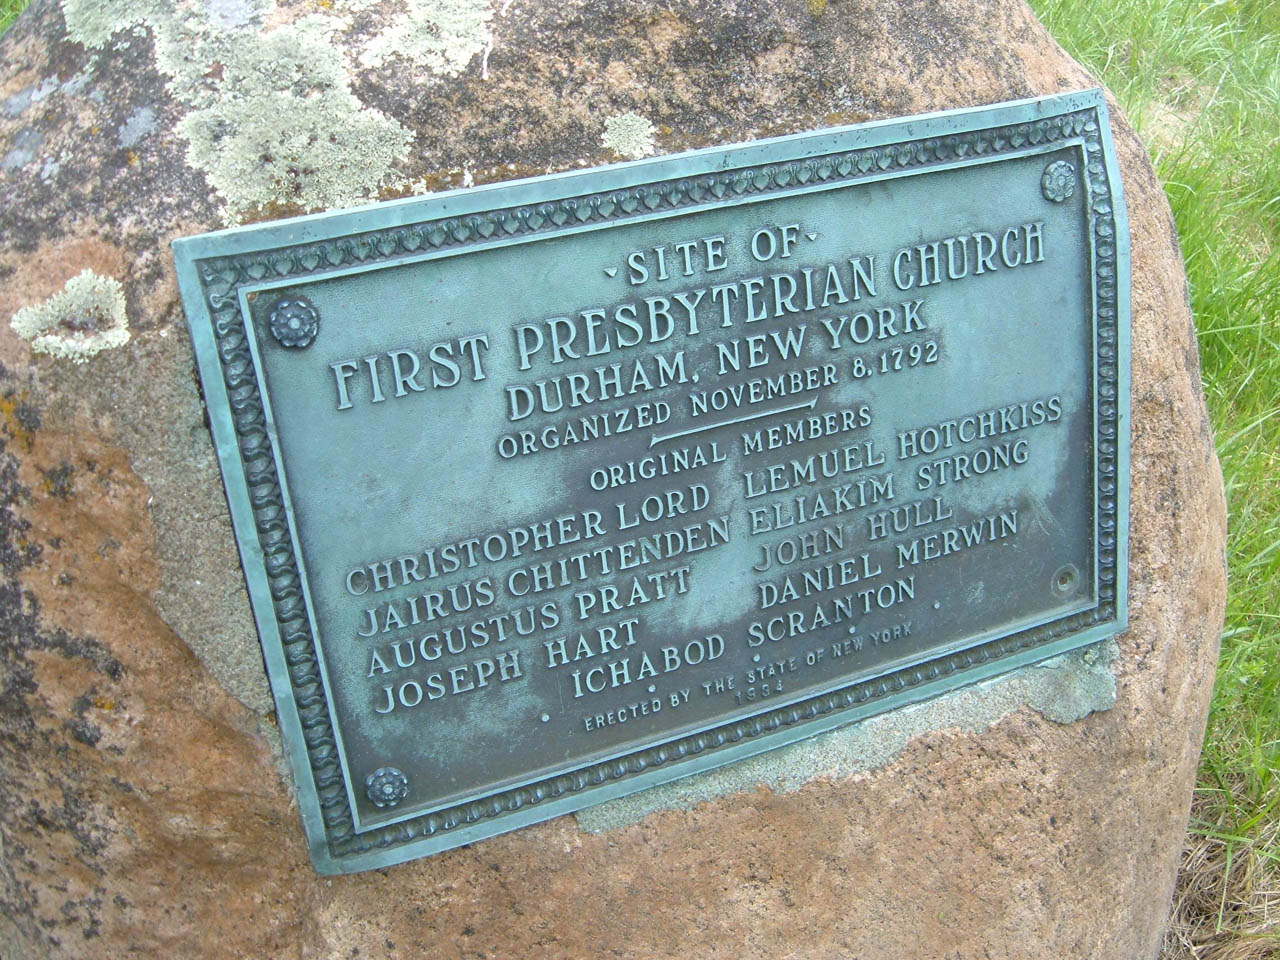 SITE OF
FIRST PRESBYTERIAN CHURCH
DURHAM, NEW YORK
ORGANIZED NOVEMBER 8, 1792
ORIGINAL MEMBERS
CHRISTOPHER LORD LEMUEL HOTCHKISS
JAIRUS CHITTENDEN ELIAKIM STRONG
AUGUSTUS PRATT JOHN HULL
JOSEPH HART DANIEL MERWIN
ICHABOD SCRANTON
ERECTED BY THE STATE OF NEW YORK
1934